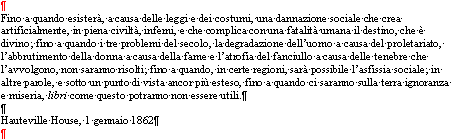 ¶
Fino·a·quando·esisterà,·a·causa·delle·leggi·e·dei·costumi,·una·dannazione·sociale·che·crea·
artificialmente,·in·piena·civiltà,·inferni,·e·che·complica·con·una·fatalità·umana·il·destino,·che·è·
divino;·fino·a·quando·i·tre·problemi·del·secolo,·la·degradazione·dell'uomo·a·causa·del·proletariato,·
l'abbrutimento·della·donna·a·causa·della·fame·e·l'atrofia·del·fanciullo·a·causa·delle·tenebre·che·
l'avvolgono,·non·saranno·risolti;·fino·a·quando,·in·certe·regioni,·sarà·possibile·l'asfissia·sociale;·in·
altre·parole,·e·sotto·un·punto·di·vista·ancor·più·esteso,·fino·a·quando·ci·saranno·sulla·terra·ignoranza·
e·miseria,·libri·come·questo·potranno·non·essere·utili.¶
¶
Hauteville·House,·1·gennaio·1862¶
¶